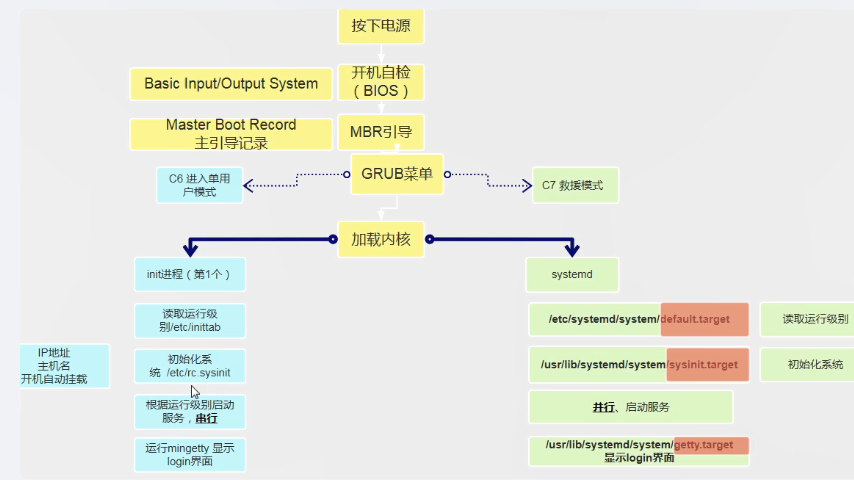 按下电源
Basic Input/Output System
开机自检
（BIOS）
Master Boot Record
主引导记录
MBR引导
GRUB菜单
C6 进入单用
户模式
C7 救援模式
加载内核
init进程（第1个）
systemd
读取运行级
别/etc/inittab
/etc/systemd/system/default.target
读取运行级别
IP地址
主机名
开机自动挂载
初始化系
统 /etc/rc.sysinit
/usr/lib/systemd/system/sysinit.target
初始化系统
根据运行级别启动
服务，串行
并行、启动服务
运行mingetty 显示
login界面
/usr/lib/systemd/system/getty.target
显示login界面